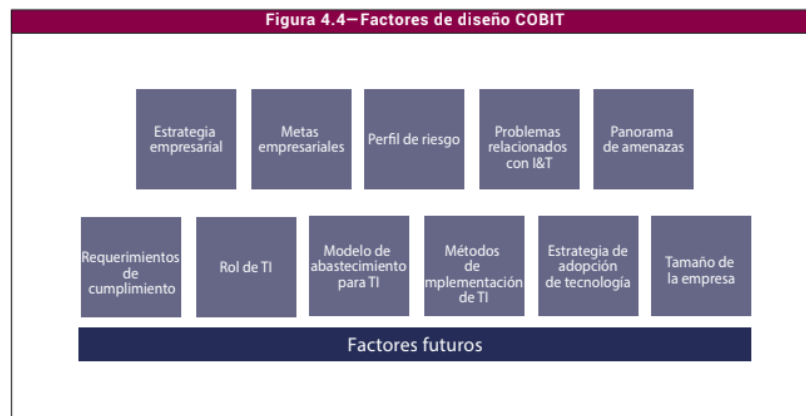 Figura 4.4—Factores de diseño COBIT
Estrategia
empresarial
Metas
empresariales
Perfil de riesgo
Problemas
relacionados
con I&T
Panorama
de amenazas
Requerimientos
de
cumplimiento
Rol de TI
Modelo de
abastecimiento
para TI
Métodos
de
mplementación
de TI
Estrategia de
adopción
de tecnología
Tamaño de
la empresa
Factores futuros